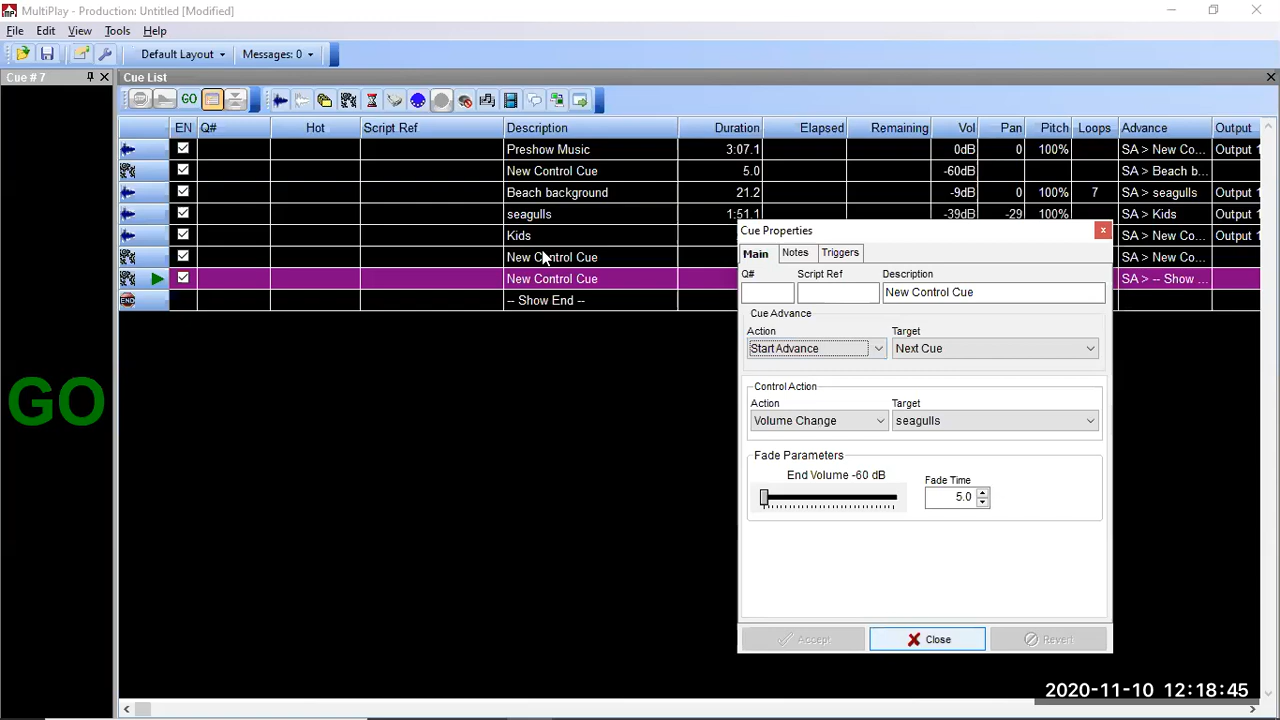 MultiPlay - Production: Untitled [Modified]
File Edit View Tools Help
Default Layout Messages: 0
Cue # 7 Cue List
GO
EN Q# Hot Script Ref Description Duration Elapsed Remaining Vol Pan Pitch Loops Advance Output
Preshow Music 3:07.1 0dB 0 100% SA > New Co... Output 1
New Control Cue 5.0 -60dB SA > Beach b...
Beach background 21.2 -9dB 0 100% 7 SA > seagulls Output 1
seagulls 1:51.1 -39dB -29 100% SA > Kids Output 1
Kids SA > New Co... Output 1
New Control Cue SA > New Co...
New Control Cue SA > -- Show ...
END -- Show End --
GO
Cue Properties
Main Notes Triggers
Q# Script Ref Description
New Control Cue
Cue Advance
Action Target
Start Advance Next Cue
Control Action
Action Target
Volume Change seagulls
Fade Parameters
End Volume -60 dB
Fade Time
5.0
Accept Close Revert
2020-11-10 12:18:45